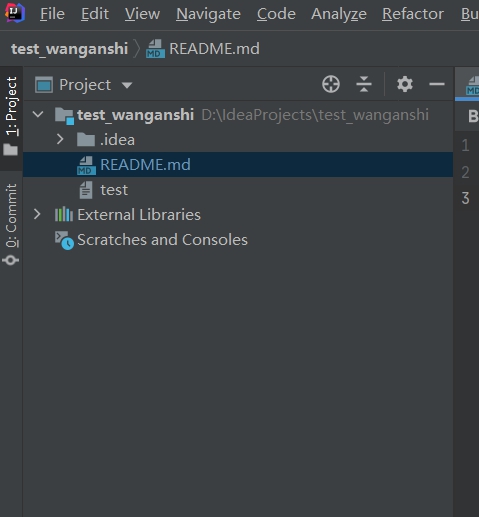 IJ File Edit View Navigate Code Analyze Refactor Bu
test_wanganshi README.md
1: Project
Project
B
test_wanganshi D:\IdeaProjects\test_wanganshi
1
.idea
2
README.md
3
test
0: Commit
External Libraries
Scratches and Consoles